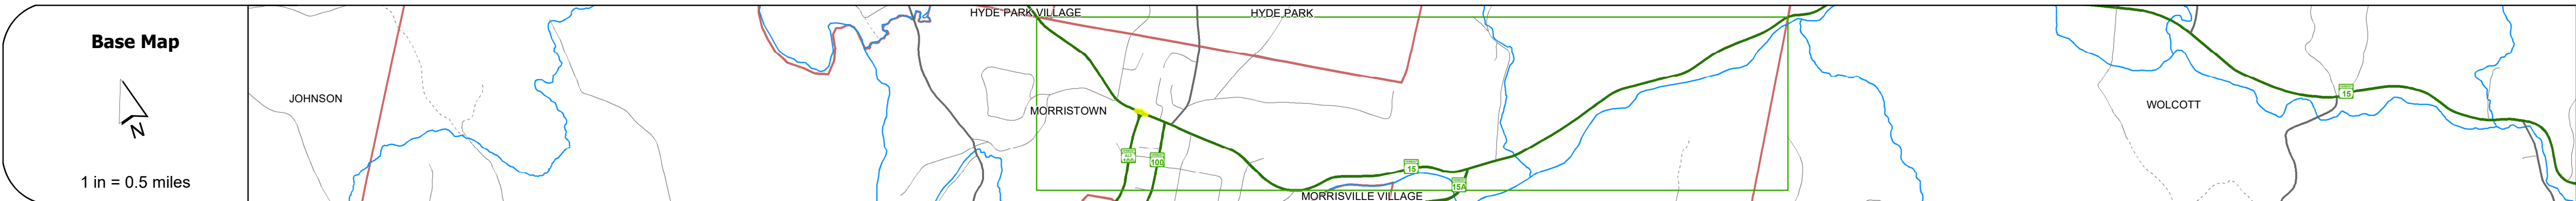 Base Map
N
1 in = 0.5 miles
JOHNSON
HYDE PARK VILLAGE
HYDE PARK
MORRISTOWN
ALT
100
100
15
15A
MORRISVILLE VILLAGE
WOLCOTT
15